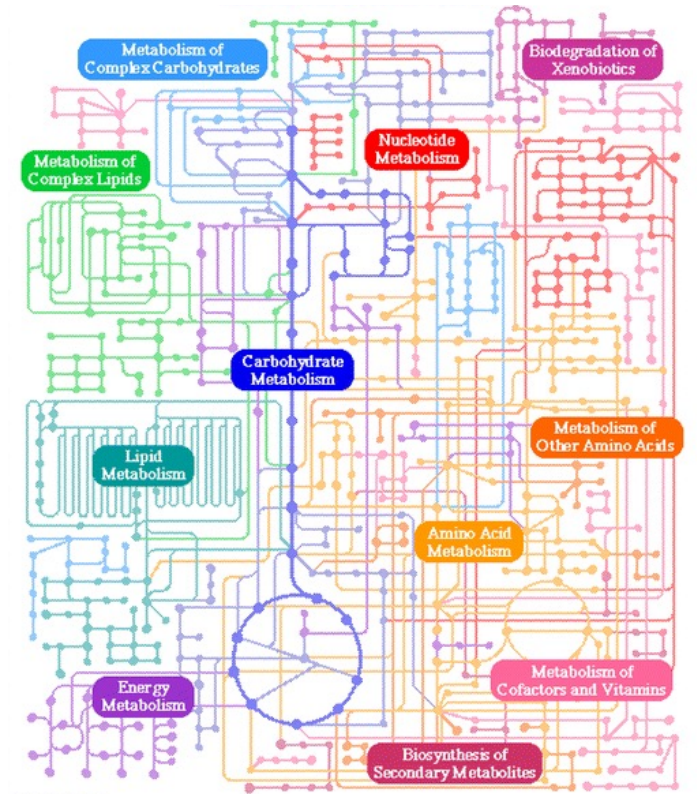 Metabolism of
Complex Carbohydrates
Biodegradation of
Xenobiotics
Nucleotide
Metabolism
Metabolism of
Complex Lipids
Carbohydrate
Metabolism
Metabolism of
Other Amino Acids
Lipid
Metabolism
Amino Acid
Metabolism
Metabolism of
Cofactors and Vitamins
Energy
Metabolism
Biosynthesis of
Secondary Metabolites